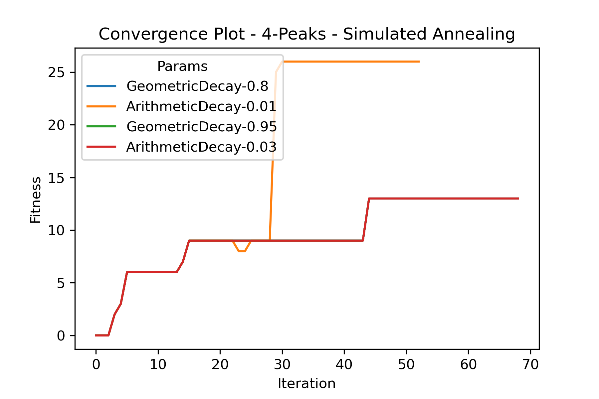 Convergence Plot - 4-Peaks - Simulated Annealing
Params
GeometricDecay-0.8
ArithmeticDecay-0.01
GeometricDecay-0.95
ArithmeticDecay-0.03
25
20
15
10
5
0
Fitness
0 10 20 30 40 50 60 70
Iteration